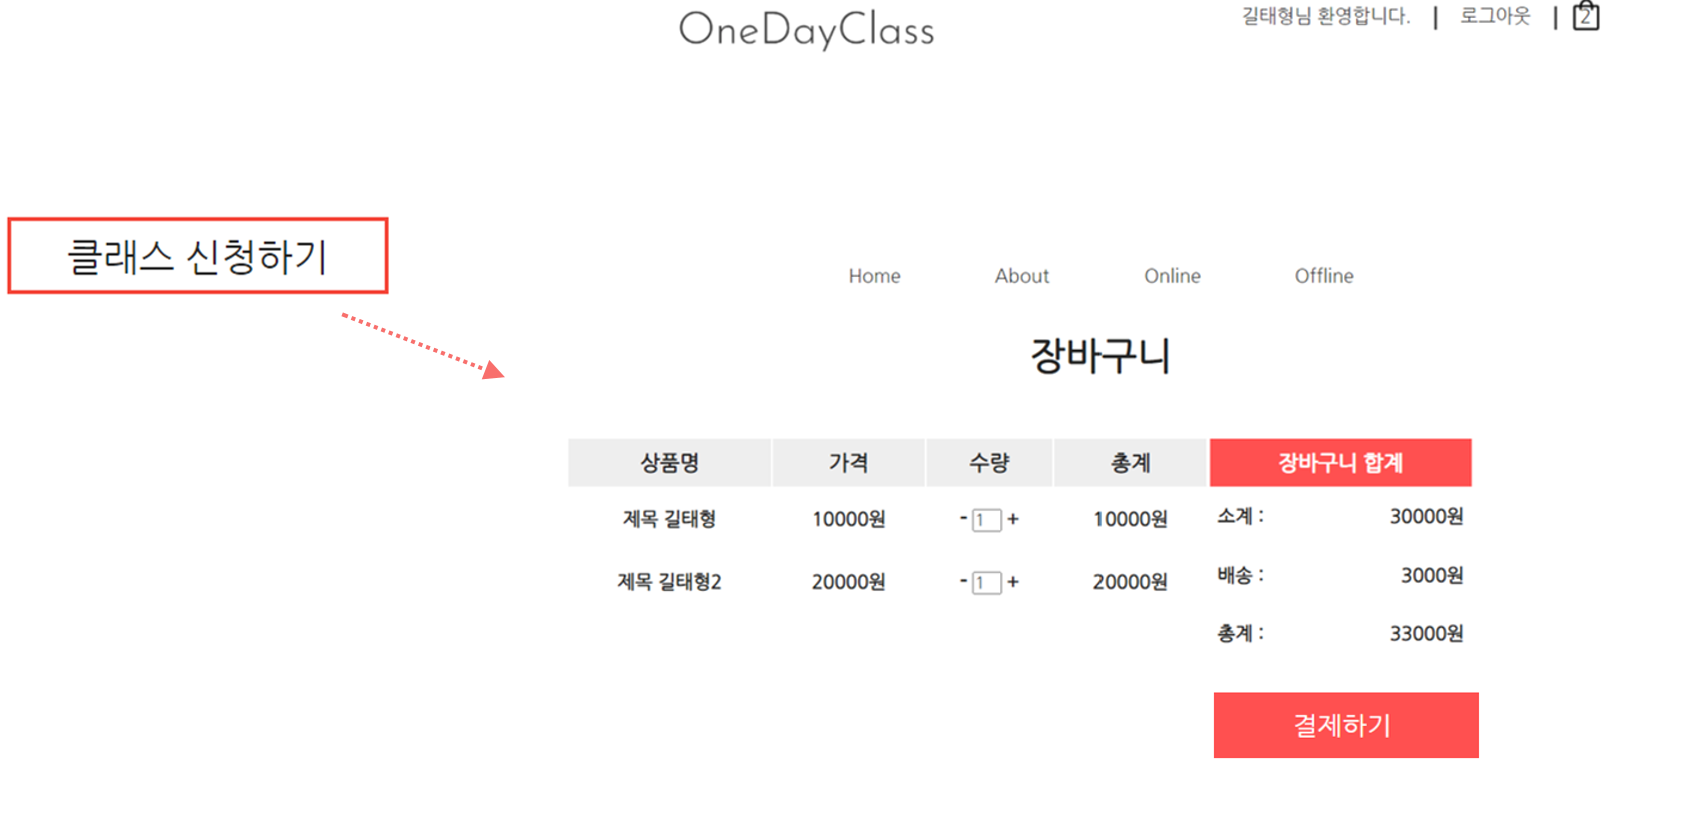 OneDayClass
길태형님 환영합니다. | 로그아웃 | 2
클래스 신청하기
Home About Online Offline
장바구니
상품명 가격 수량 총계 장바구니 합계
제목 길태형 10000원 - 1 + 10000원 소계 : 30000원
제목 길태형2 20000원 - 1 + 20000원 배송 : 3000원
총계 : 33000원
결제하기